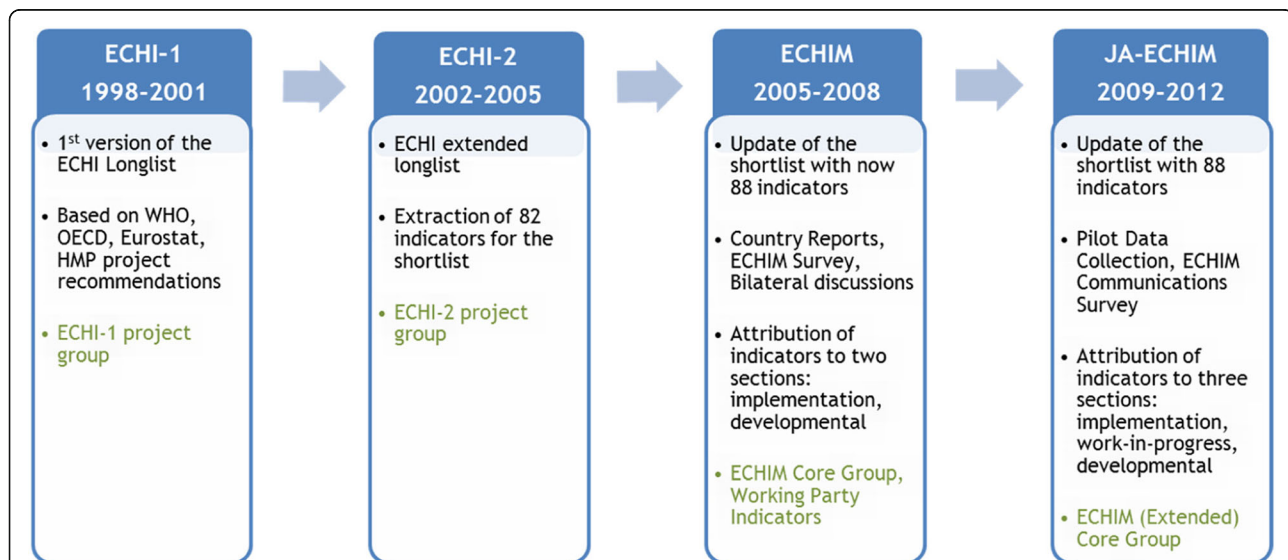 ECHI-1
1998-2001
• 1st version of the
ECHI Longlist
• Based on WHO,
OECD, Eurostat,
HMP project
recommendations
• ECHI-1 project
group
ECHI-2
2002-2005
• ECHI extended
longlist
• Extraction of 82
indicators for the
shortlist
• ECHI-2 project
group
ECHIM
2005-2008
• Update of the
shortlist with now
88 indicators
• Country Reports,
ECHIM Survey,
Bilateral discussions
• Attribution of
indicators to two
sections:
implementation,
developmental
• ECHIM Core Group,
Working Party
Indicators
JA-ECHIM
2009-2012
• Update of the
shortlist with 88
indicators
• Pilot Data
Collection, ECHIM
Communications
Survey
• Attribution of
indicators to three
sections:
implementation,
work-in-progress,
developmental
• ECHIM (Extended)
Core Group